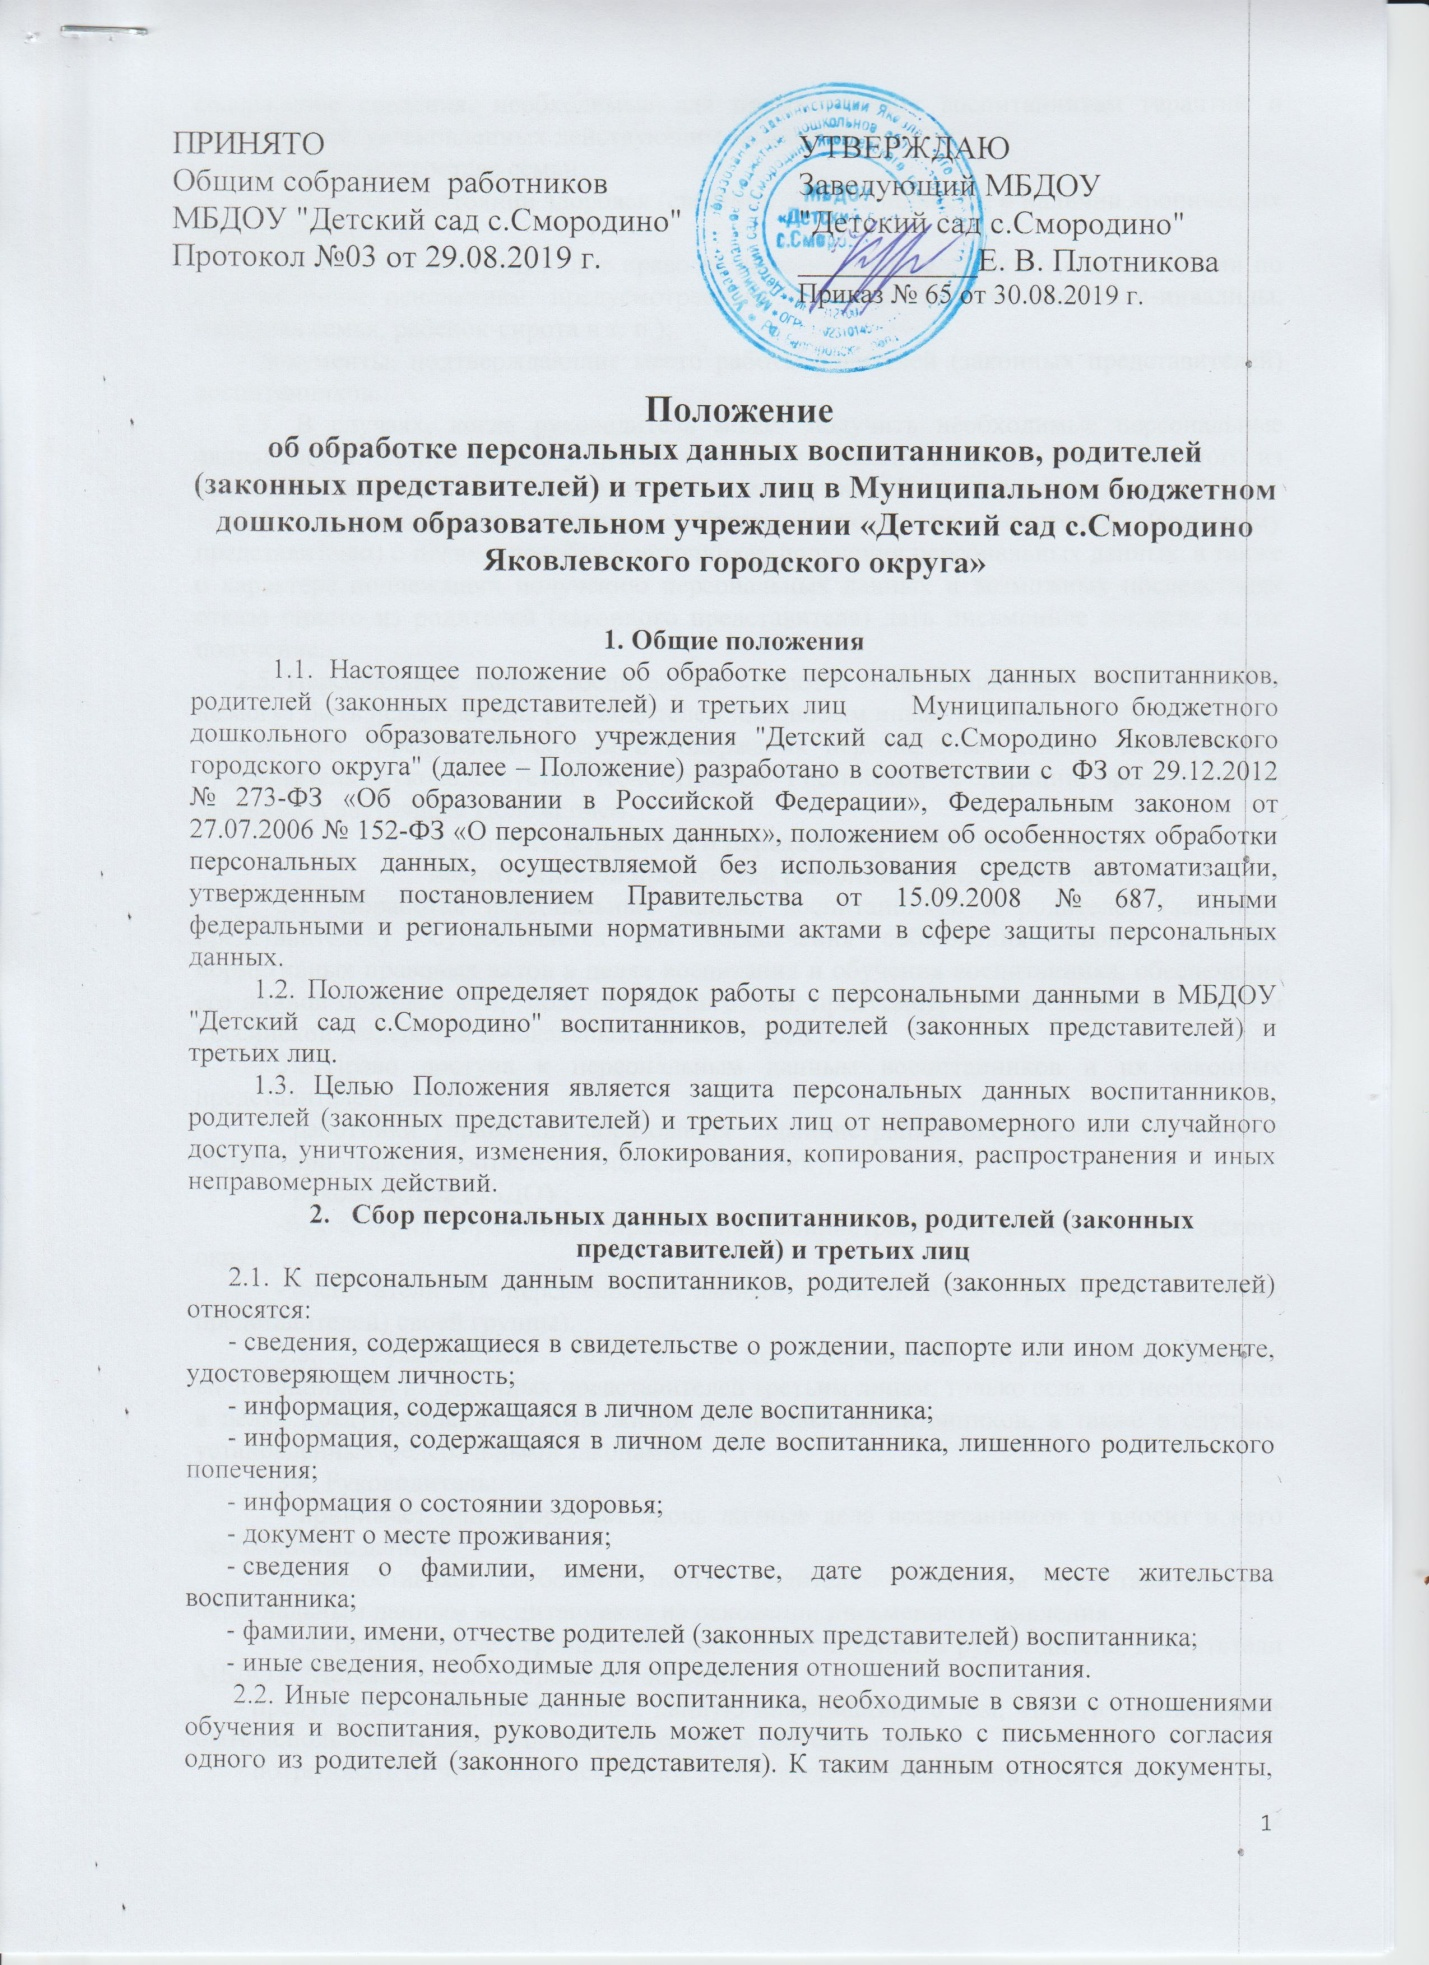 ПРИНЯТО
Общим собранием  работников
МБДОУ "Детский сад с.Смородино"
Протокол №03 от 29.08.2019 г.
УТВЕРЖДАЮ
Заведующий МБДОУ
"Детский сад с.Смородино"
____________Е. В. Плотникова
Приказ № 65 от 30.08.2019 г.
МБДОУ
«Детский сад
Положение
об обработке персональных данных воспитанников, родителей
(законных представителей) и третьих лиц в Муниципальном бюджетном
дошкольном образовательном учреждении «Детский сад с.Смородино
Яковлевского городского округа»
1. Общие положения
1.1. Настоящее положение об обработке персональных данных воспитанников,
родителей (законных представителей) и третьих лиц Муниципального бюджетного
дошкольного образовательного учреждения "Детский сад с.Смородино Яковлевского
городского округа" (далее – Положение) разработано в соответствии с ФЗ от 29.12.2012
№ 273-ФЗ «Об образовании в Российской Федерации», Федеральным законом от
27.07.2006 № 152-ФЗ «О персональных данных», положением об особенностях обработки
персональных данных, осуществляемой без использования средств автоматизации,
утвержденным постановлением Правительства от 15.09.2008 № 687, иными
федеральными и региональными нормативными актами в сфере защиты персональных
данных.
1.2. Положение определяет порядок работы с персональными данными в МБДОУ
"Детский сад с.Смородино" воспитанников, родителей (законных представителей) и
третьих лиц.
1.3. Целью Положения является защита персональных данных воспитанников,
родителей (законных представителей) и третьих лиц от неправомерного или случайного
доступа, уничтожения, изменения, блокирования, копирования, распространения и иных
неправомерных действий.
2. Сбор персональных данных воспитанников, родителей (законных
представителей) и третьих лиц
2.1. К персональным данным воспитанников, родителей (законных представителей)
относятся:
- сведения, содержащиеся в свидетельстве о рождении, паспорте или ином документе,
удостоверяющем личность;
- информация, содержащаяся в личном деле воспитанника;
- информация, содержащаяся в личном деле воспитанника, лишенного родительского
попечения;
- информация о состоянии здоровья;
- документ о месте проживания;
- сведения о фамилии, имени, отчестве, дате рождения, месте жительства
воспитанника;
- фамилии, имени, отчестве родителей (законных представителей) воспитанника;
- иные сведения, необходимые для определения отношений воспитания.
2.2. Иные персональные данные воспитанника, необходимые в связи с отношениями
обучения и воспитания, руководитель может получить только с письменного согласия
одного из родителей (законного представителя). К таким данным относятся документы,
1